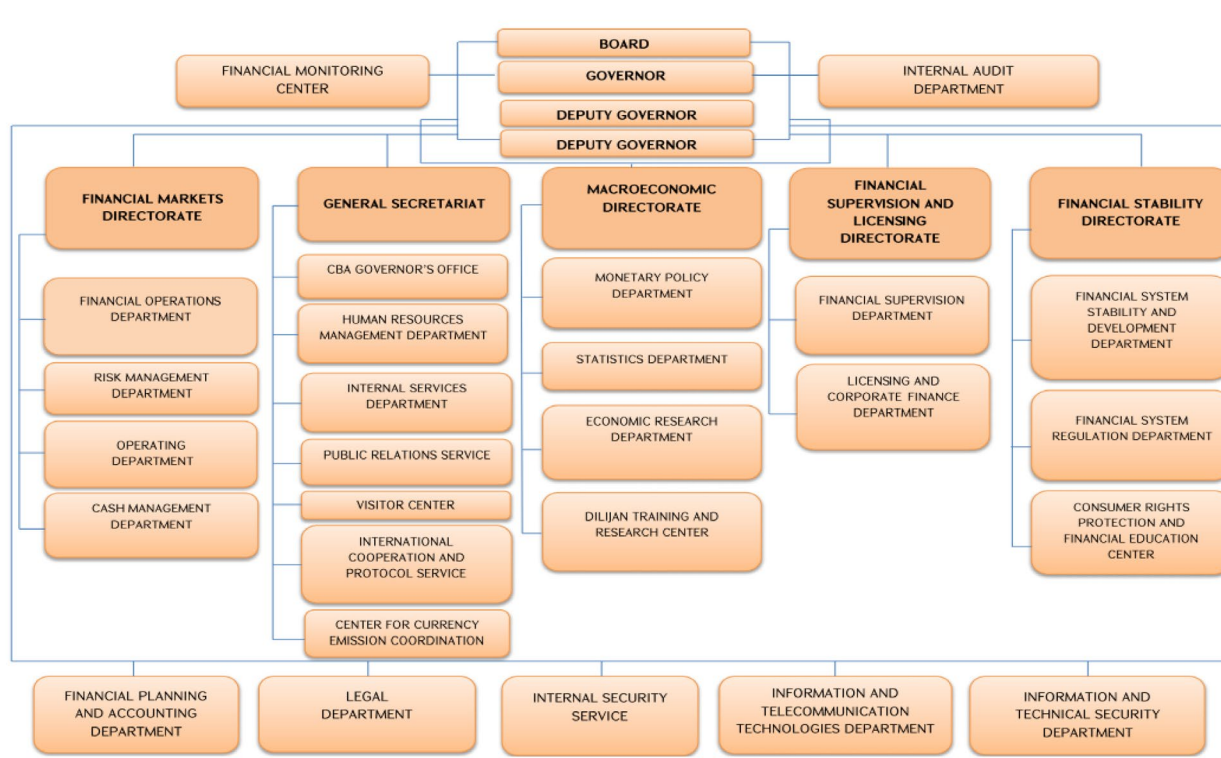 BOARD
FINANCIAL MONITORING
CENTER
GOVERNOR
INTERNAL AUDIT
DEPARTMENT
DEPUTY GOVERNOR
DEPUTY GOVERNOR
FINANCIAL MARKETS
DIRECTORATE
FINANCIAL OPERATIONS
DEPARTMENT
RISK MANAGEMENT
DEPARTMENT
OPERATING
DEPARTMENT
CASH MANAGEMENT
DEPARTMENT
GENERAL SECRETARIAT
CBA GOVERNOR'S OFFICE
HUMAN RESOURCES
MANAGEMENT DEPARTMENT
INTERNAL SERVICES
DEPARTMENT
PUBLIC RELATIONS SERVICE
VISITOR CENTER
INTERNATIONAL
COOPERATION AND
PROTOCOL SERVICE
CENTER FOR CURRENCY
EMISSION COORDINATION
MACROECONOMIC
DIRECTORATE
MONETARY POLICY
DEPARTMENT
STATISTICS DEPARTMENT
ECONOMIC RESEARCH
DEPARTMENT
DILIJAN TRAINING AND
RESEARCH CENTER
FINANCIAL
SUPERVISION AND
LICENSING
DIRECTORATE
FINANCIAL SUPERVISION
DEPARTMENT
LICENSING AND
CORPORATE FINANCE
DEPARTMENT
FINANCIAL STABILITY
DIRECTORATE
FINANCIAL SYSTEM
STABILITY AND
DEVELOPMENT
DEPARTMENT
FINANCIAL SYSTEM
REGULATION DEPARTMENT
CONSUMER RIGHTS
PROTECTION AND
FINANCIAL EDUCATION
CENTER
FINANCIAL PLANNING
AND ACCOUNTING
DEPARTMENT
LEGAL
DEPARTMENT
INTERNAL SECURITY
SERVICE
INFORMATION AND
TELECOMMUNICATION
TECHNOLOGIES DEPARTMENT
INFORMATION AND
TECHNICAL SECURITY
DEPARTMENT